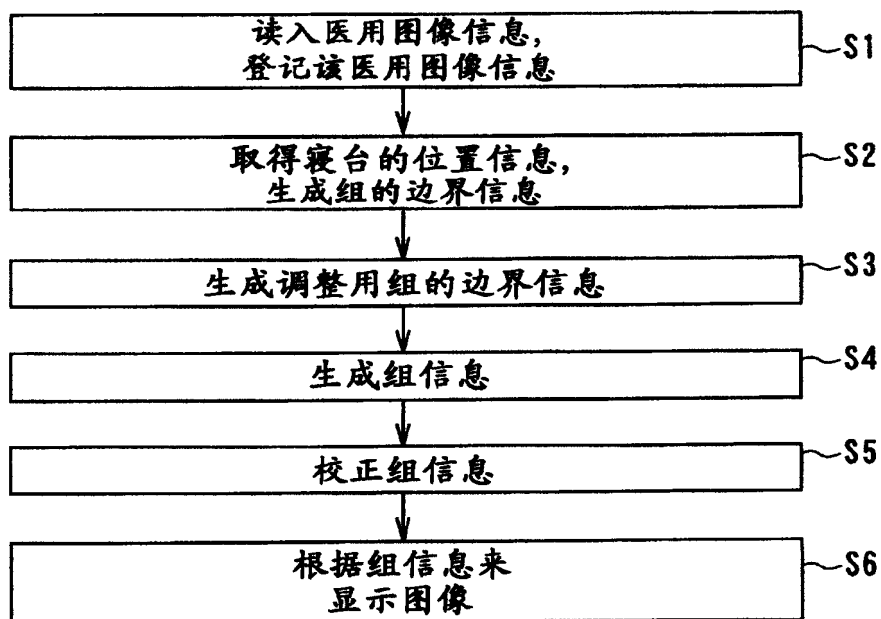 读入医用图像信息，
登记该医用图像信息
S1
取得寝台的位置信息，
生成组的边界信息
S2
生成调整用组的边界信息
S3
生成组信息
S4
校正组信息
S5
根据组信息来
显示图像
S6